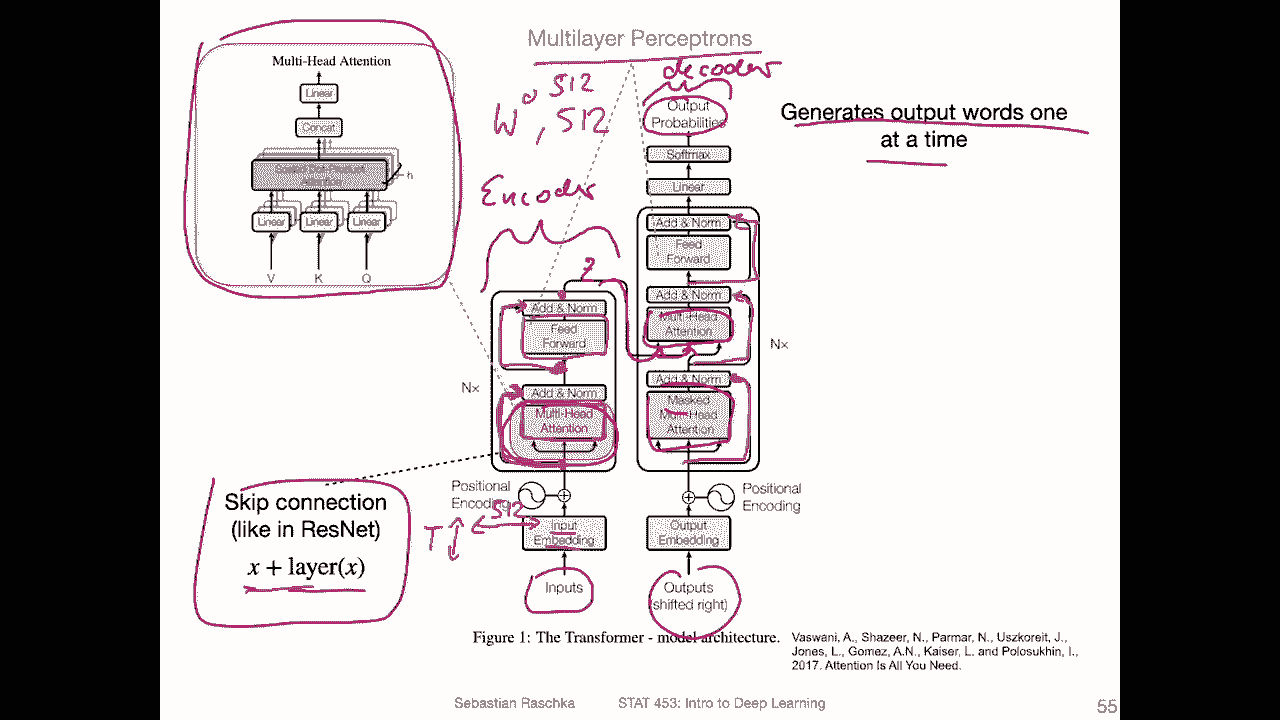 Multilayer Perceptrons
Multi-Head Attention
Linear
Concat
h
Linear
Linear
Linear
V
K
Q
W
512
, 512
Encoder
decoder
Output
Probabilities
Softmax
Linear
Add & Norm
Feed
Forward
Add & Norm
Multi-Head
Attention
Add & Norm
Masked
Multi-Head
Attention
Nx
Positional
Encoding
Output
Embedding
Outputs
(shifted right)
Add & Norm
Feed
Forward
Add & Norm
Multi-Head
Attention
Nx
Positional
Encoding
512
T
Input
Embedding
Inputs
Generates output words one
at a time
Skip connection
(like in ResNet)
x + layer(x)
Figure 1: The Transformer - model architecture.
Vaswani, A., Shazeer, N., Parmar, N., Uszkoreit, J.,
Jones, L., Gomez, A.N., Kaiser, L. and Polosukhin, I.,
2017. Attention Is All You Need.
Sebastian Raschka
STAT 453: Intro to Deep Learning
55